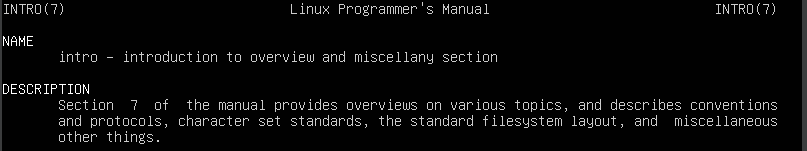 INTRO(7) Linux Programmer's Manual INTRO(7)
NAME
intro - introduction to overview and miscellany section
DESCRIPTION
Section 7 of the manual provides overviews on various topics, and describes conventions
and protocols, character set standards, the standard filesystem layout, and miscellaneous
other things.